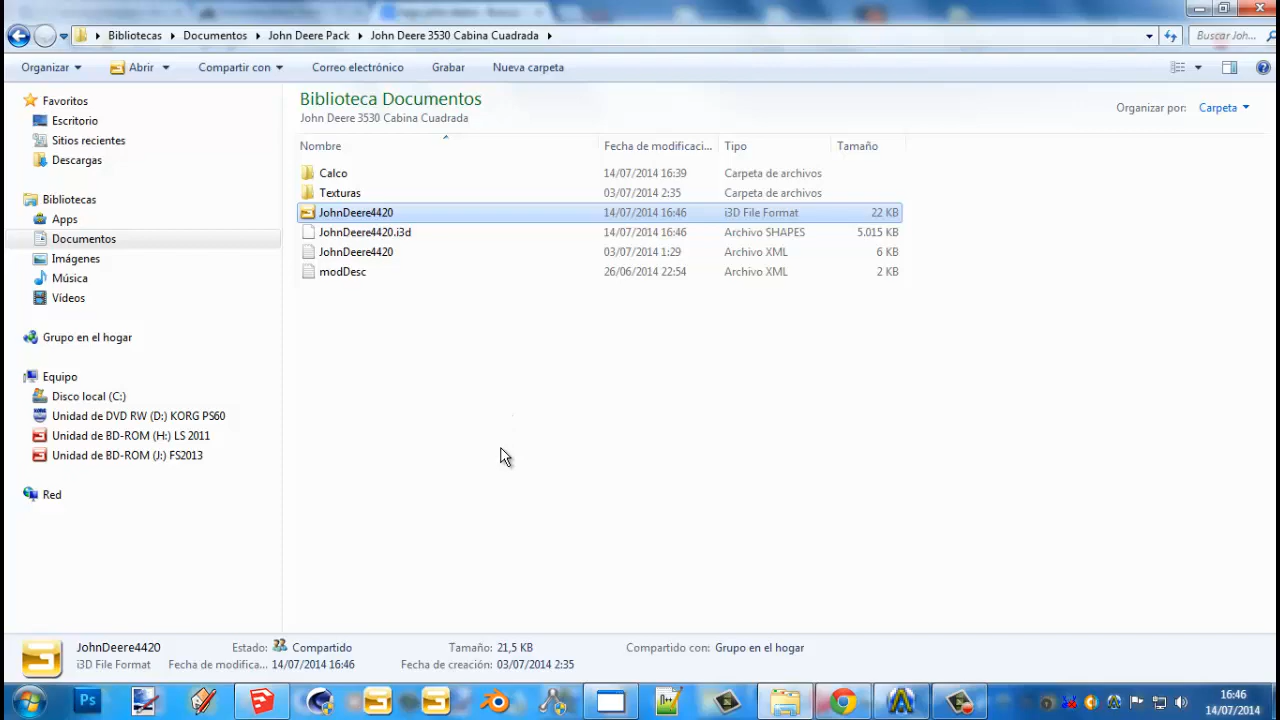 Bibliotecas ▸ Documentos ▸ John Deere Pack ▸ John Deere 3530 Cabina Cuadrada ▸
Buscar Joh...
Organizar Abrir Compartir con Correo electrónico Grabar Nueva carpeta
Favoritos
Escritorio
Sitios recientes
Descargas
Bibliotecas
Apps
Documentos
Imágenes
Música
Vídeos
Grupo en el hogar
Equipo
Disco local (C:)
Unidad de DVD RW (D:) KORG PS60
Unidad de BD-ROM (H:) LS 2011
Unidad de BD-ROM (J:) FS2013
Red
Biblioteca Documentos
John Deere 3530 Cabina Cuadrada
Organizar por: Carpeta
Nombre Fecha de modificaci... Tipo Tamaño
Calco 14/07/2014 16:39 Carpeta de archivos
Texturas 03/07/2014 2:35 Carpeta de archivos
JohnDeere4420 14/07/2014 16:46 i3D File Format 22 KB
JohnDeere4420.i3d 14/07/2014 16:46 Archivo SHAPES 5.015 KB
JohnDeere4420 03/07/2014 1:29 Archivo XML 6 KB
modDesc 26/06/2014 22:54 Archivo XML 2 KB
JohnDeere4420 Estado: Compartido Tamaño: 21,5 KB Compartido con: Grupo en el hogar
i3D File Format Fecha de modifica... 14/07/2014 16:46 Fecha de creación: 03/07/2014 2:35
Ps
16:46
14/07/2014